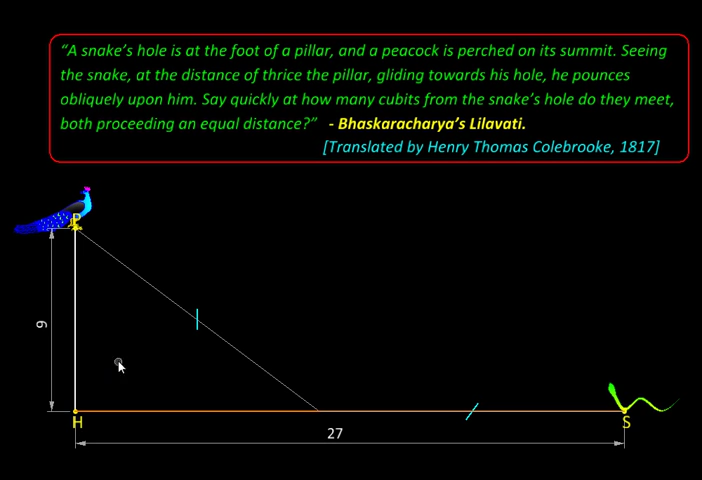 “A snake’s hole is at the foot of a pillar, and a peacock is perched on its summit. Seeing
the snake, at the distance of thrice the pillar, gliding towards his hole, he pounces
obliquely upon him. Say quickly at how many cubits from the snake’s hole do they meet,
both proceeding an equal distance?” - Bhaskaracharya’s Lilavati.
[Translated by Henry Thomas Colebrooke, 1817]
P
9
H
S
27